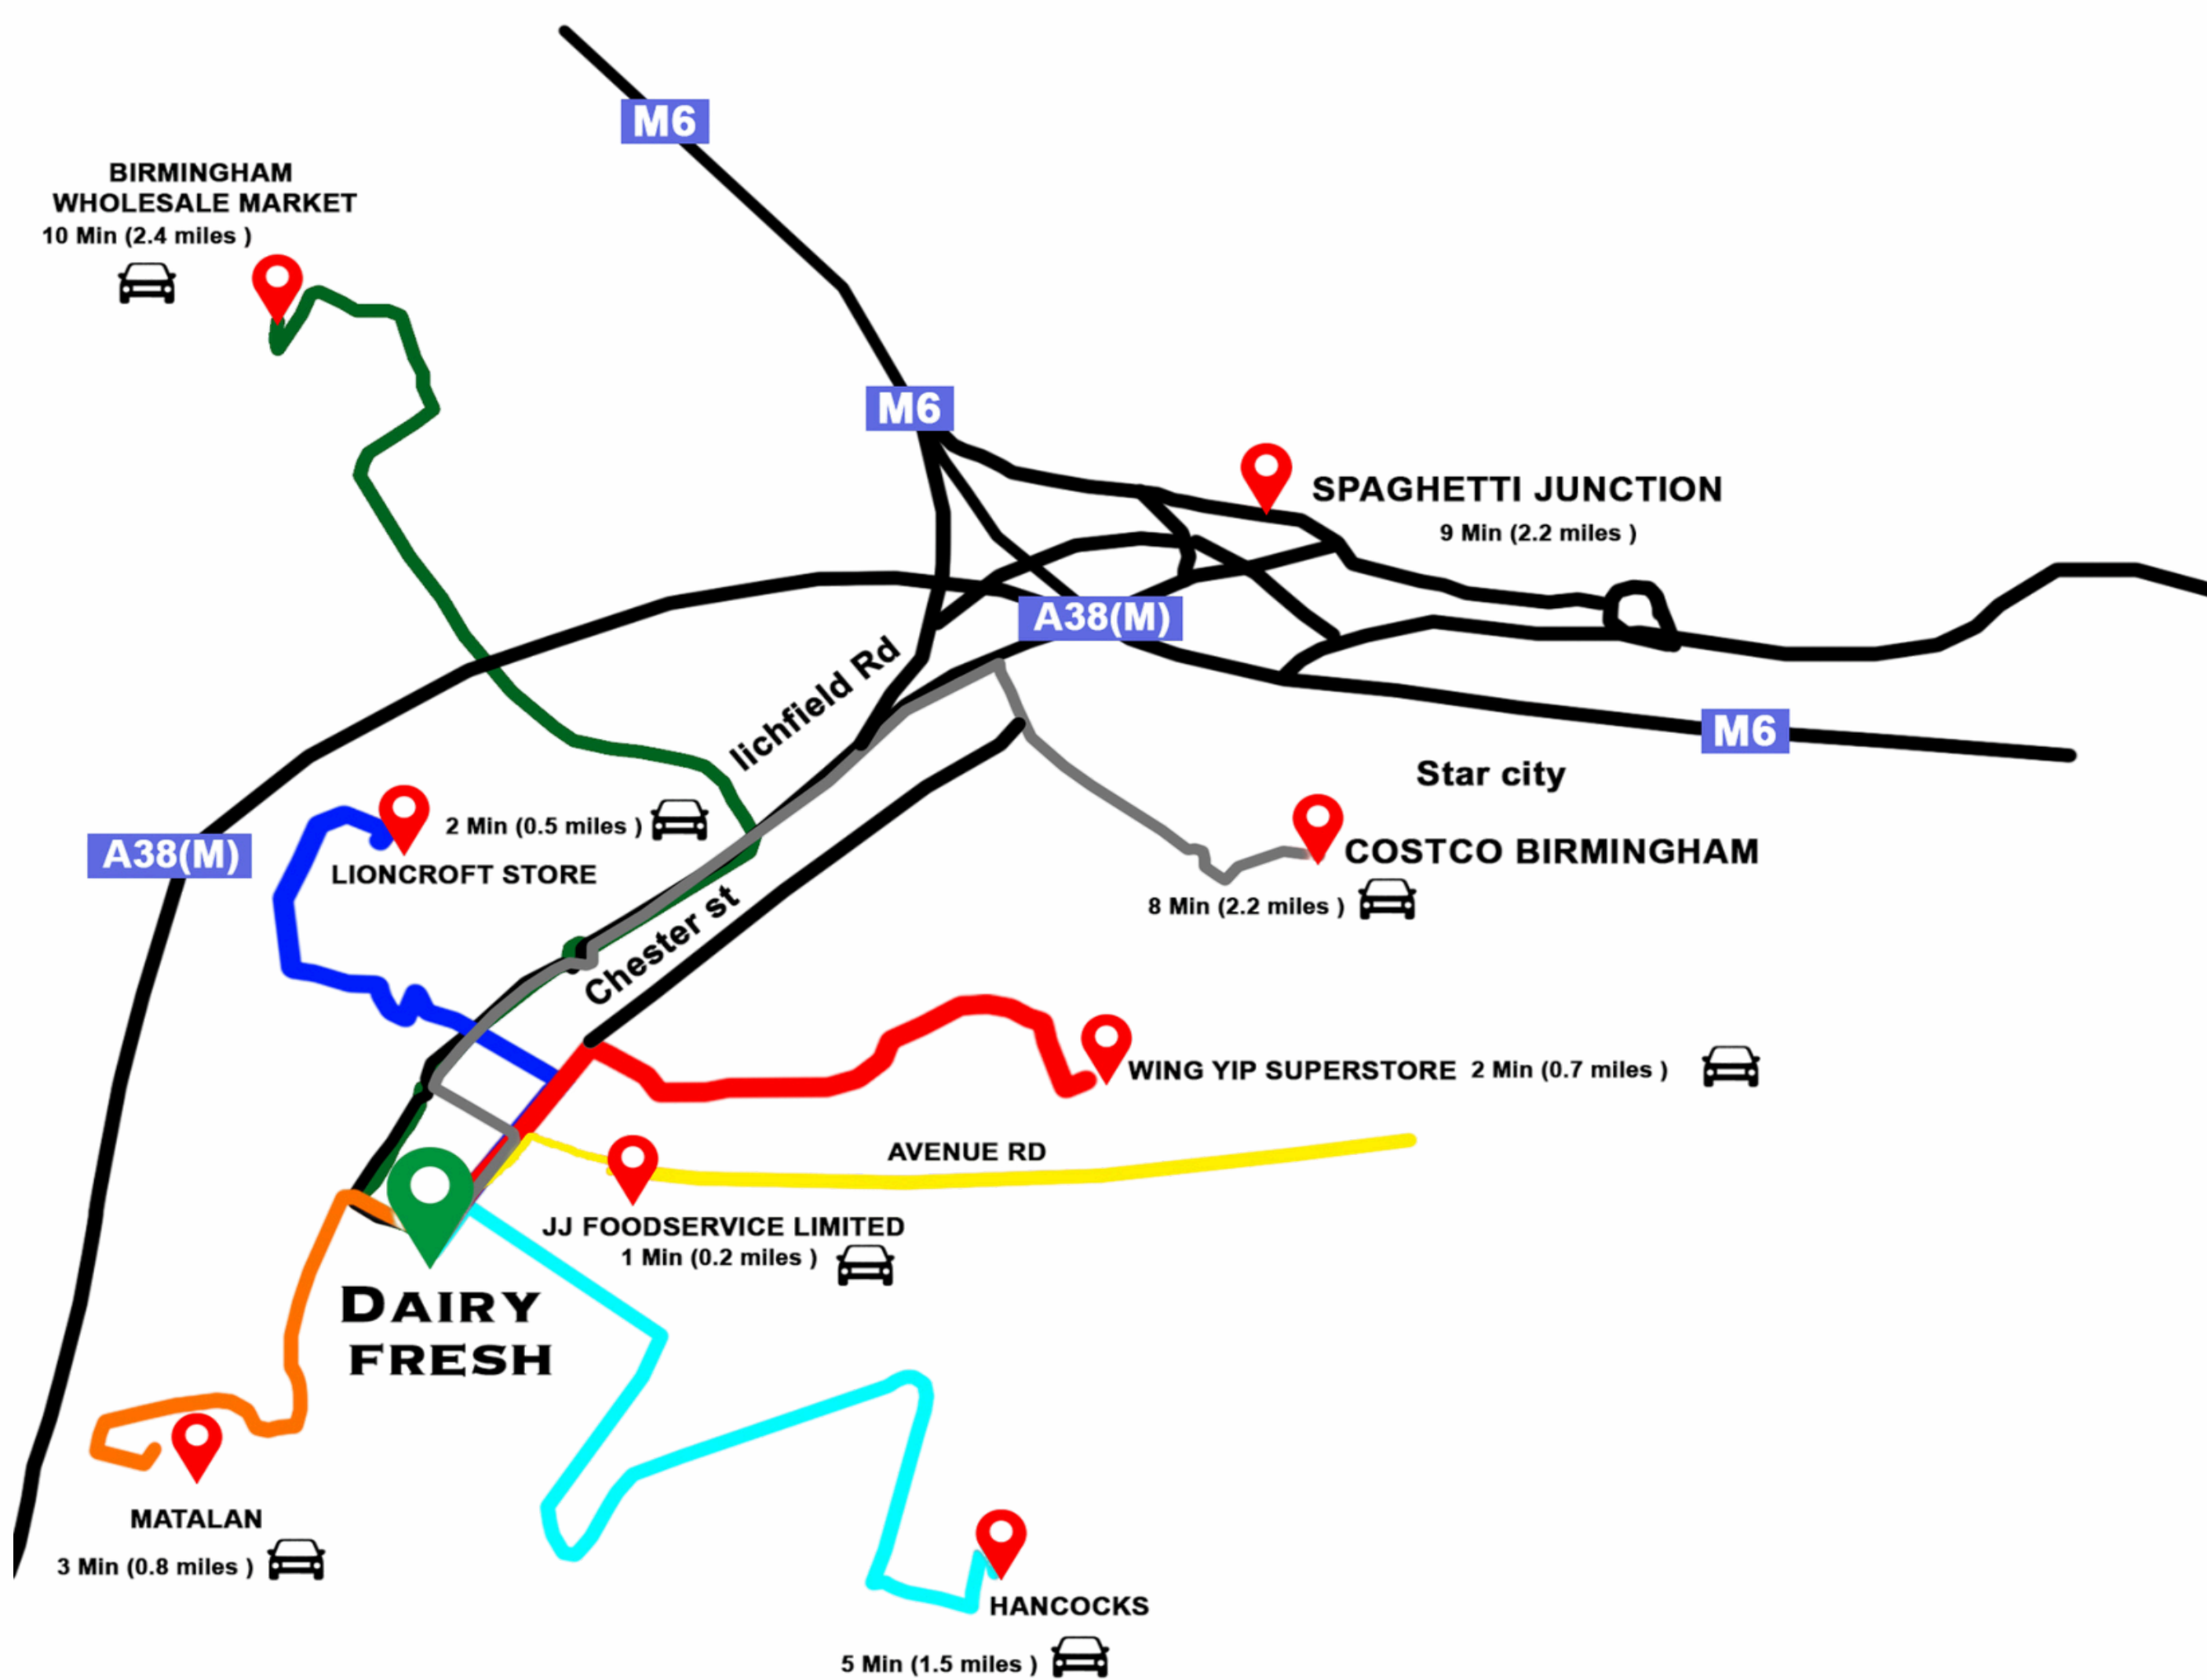 M6
BIRMINGHAM
WHOLESALE MARKET
10 Min (2.4 miles )
M6
SPAGHETTI JUNCTION
9 Min (2.2 miles )
A38(M)
lichfield Rd
M6
Star city
2 Min (0.5 miles )
A38(M)
COSTCO BIRMINGHAM
LIONCROFT STORE
8 Min (2.2 miles )
Chester st
WING YIP SUPERSTORE 2 Min (0.7 miles )
AVENUE RD
JJ FOODSERVICE LIMITED
1 Min (0.2 miles )
DAIRY
FRESH
MATALAN
3 Min (0.8 miles )
HANCOCKS
5 Min (1.5 miles )